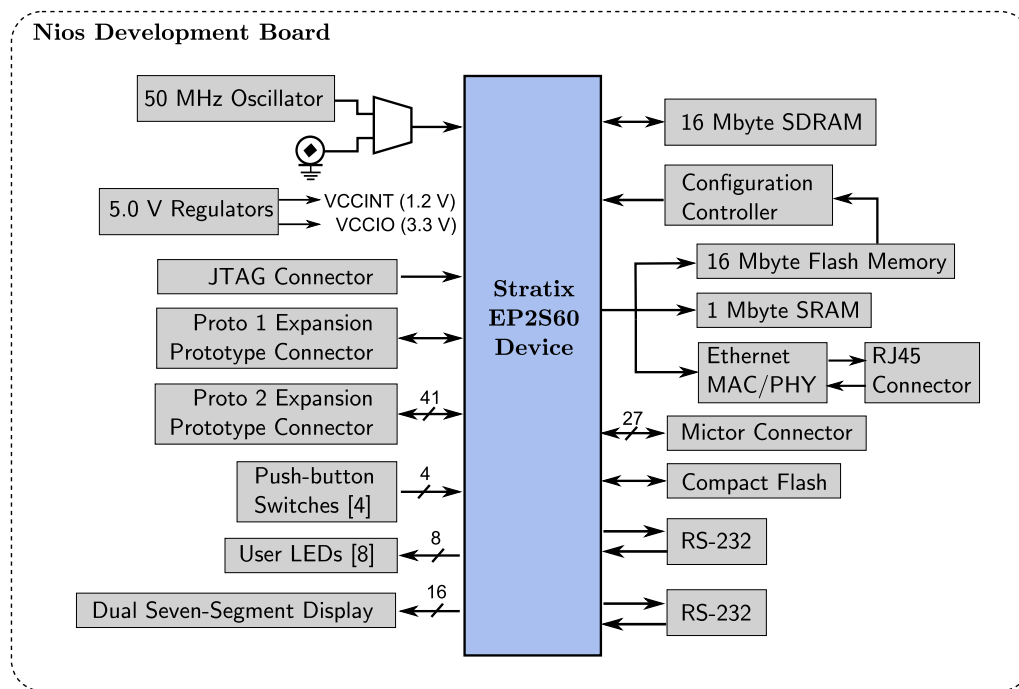 Nios Development Board
50 MHz Oscillator
5.0 V Regulators
VCCINT (1.2 V)
VCCIO (3.3 V)
JTAG Connector
Proto 1 Expansion
Prototype Connector
Proto 2 Expansion
Prototype Connector
41
Push-button
Switches [4]
4
User LEDs [8]
8
Dual Seven-Segment Display
16
Stratix
EP2S60
Device
16 Mbyte SDRAM
Configuration
Controller
16 Mbyte Flash Memory
1 Mbyte SRAM
Ethernet
MAC/PHY
RJ45
Connector
27
Mictor Connector
Compact Flash
RS-232
RS-232